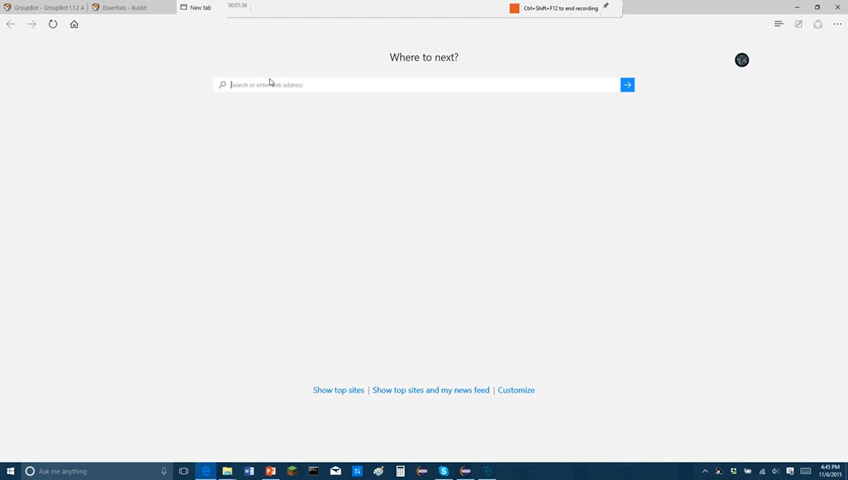 GroupBot - GroupBot 1.1.2 A
Essentials - Bukkit
New tab
00:01:36
Ctrl+Shift+F12 to end recording
Where to next?
Search or enter web address
Show top sites | Show top sites and my news feed | Customize
Ask me anything
4:45 PM
11/6/2015